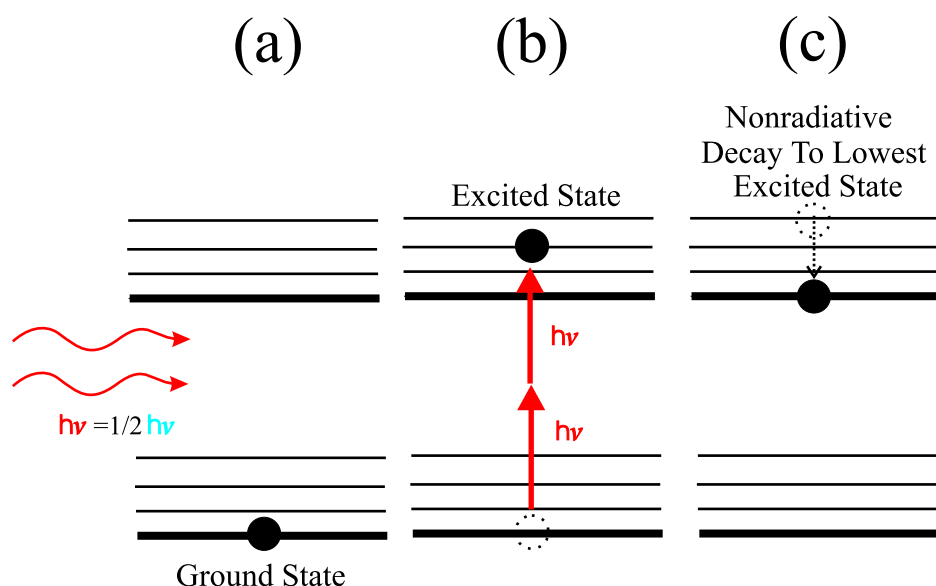 (a)
(b)
(c)
Nonradiative
Decay To Lowest
Excited State
Excited State
hν
hν
hν =1/2 hν
Ground State